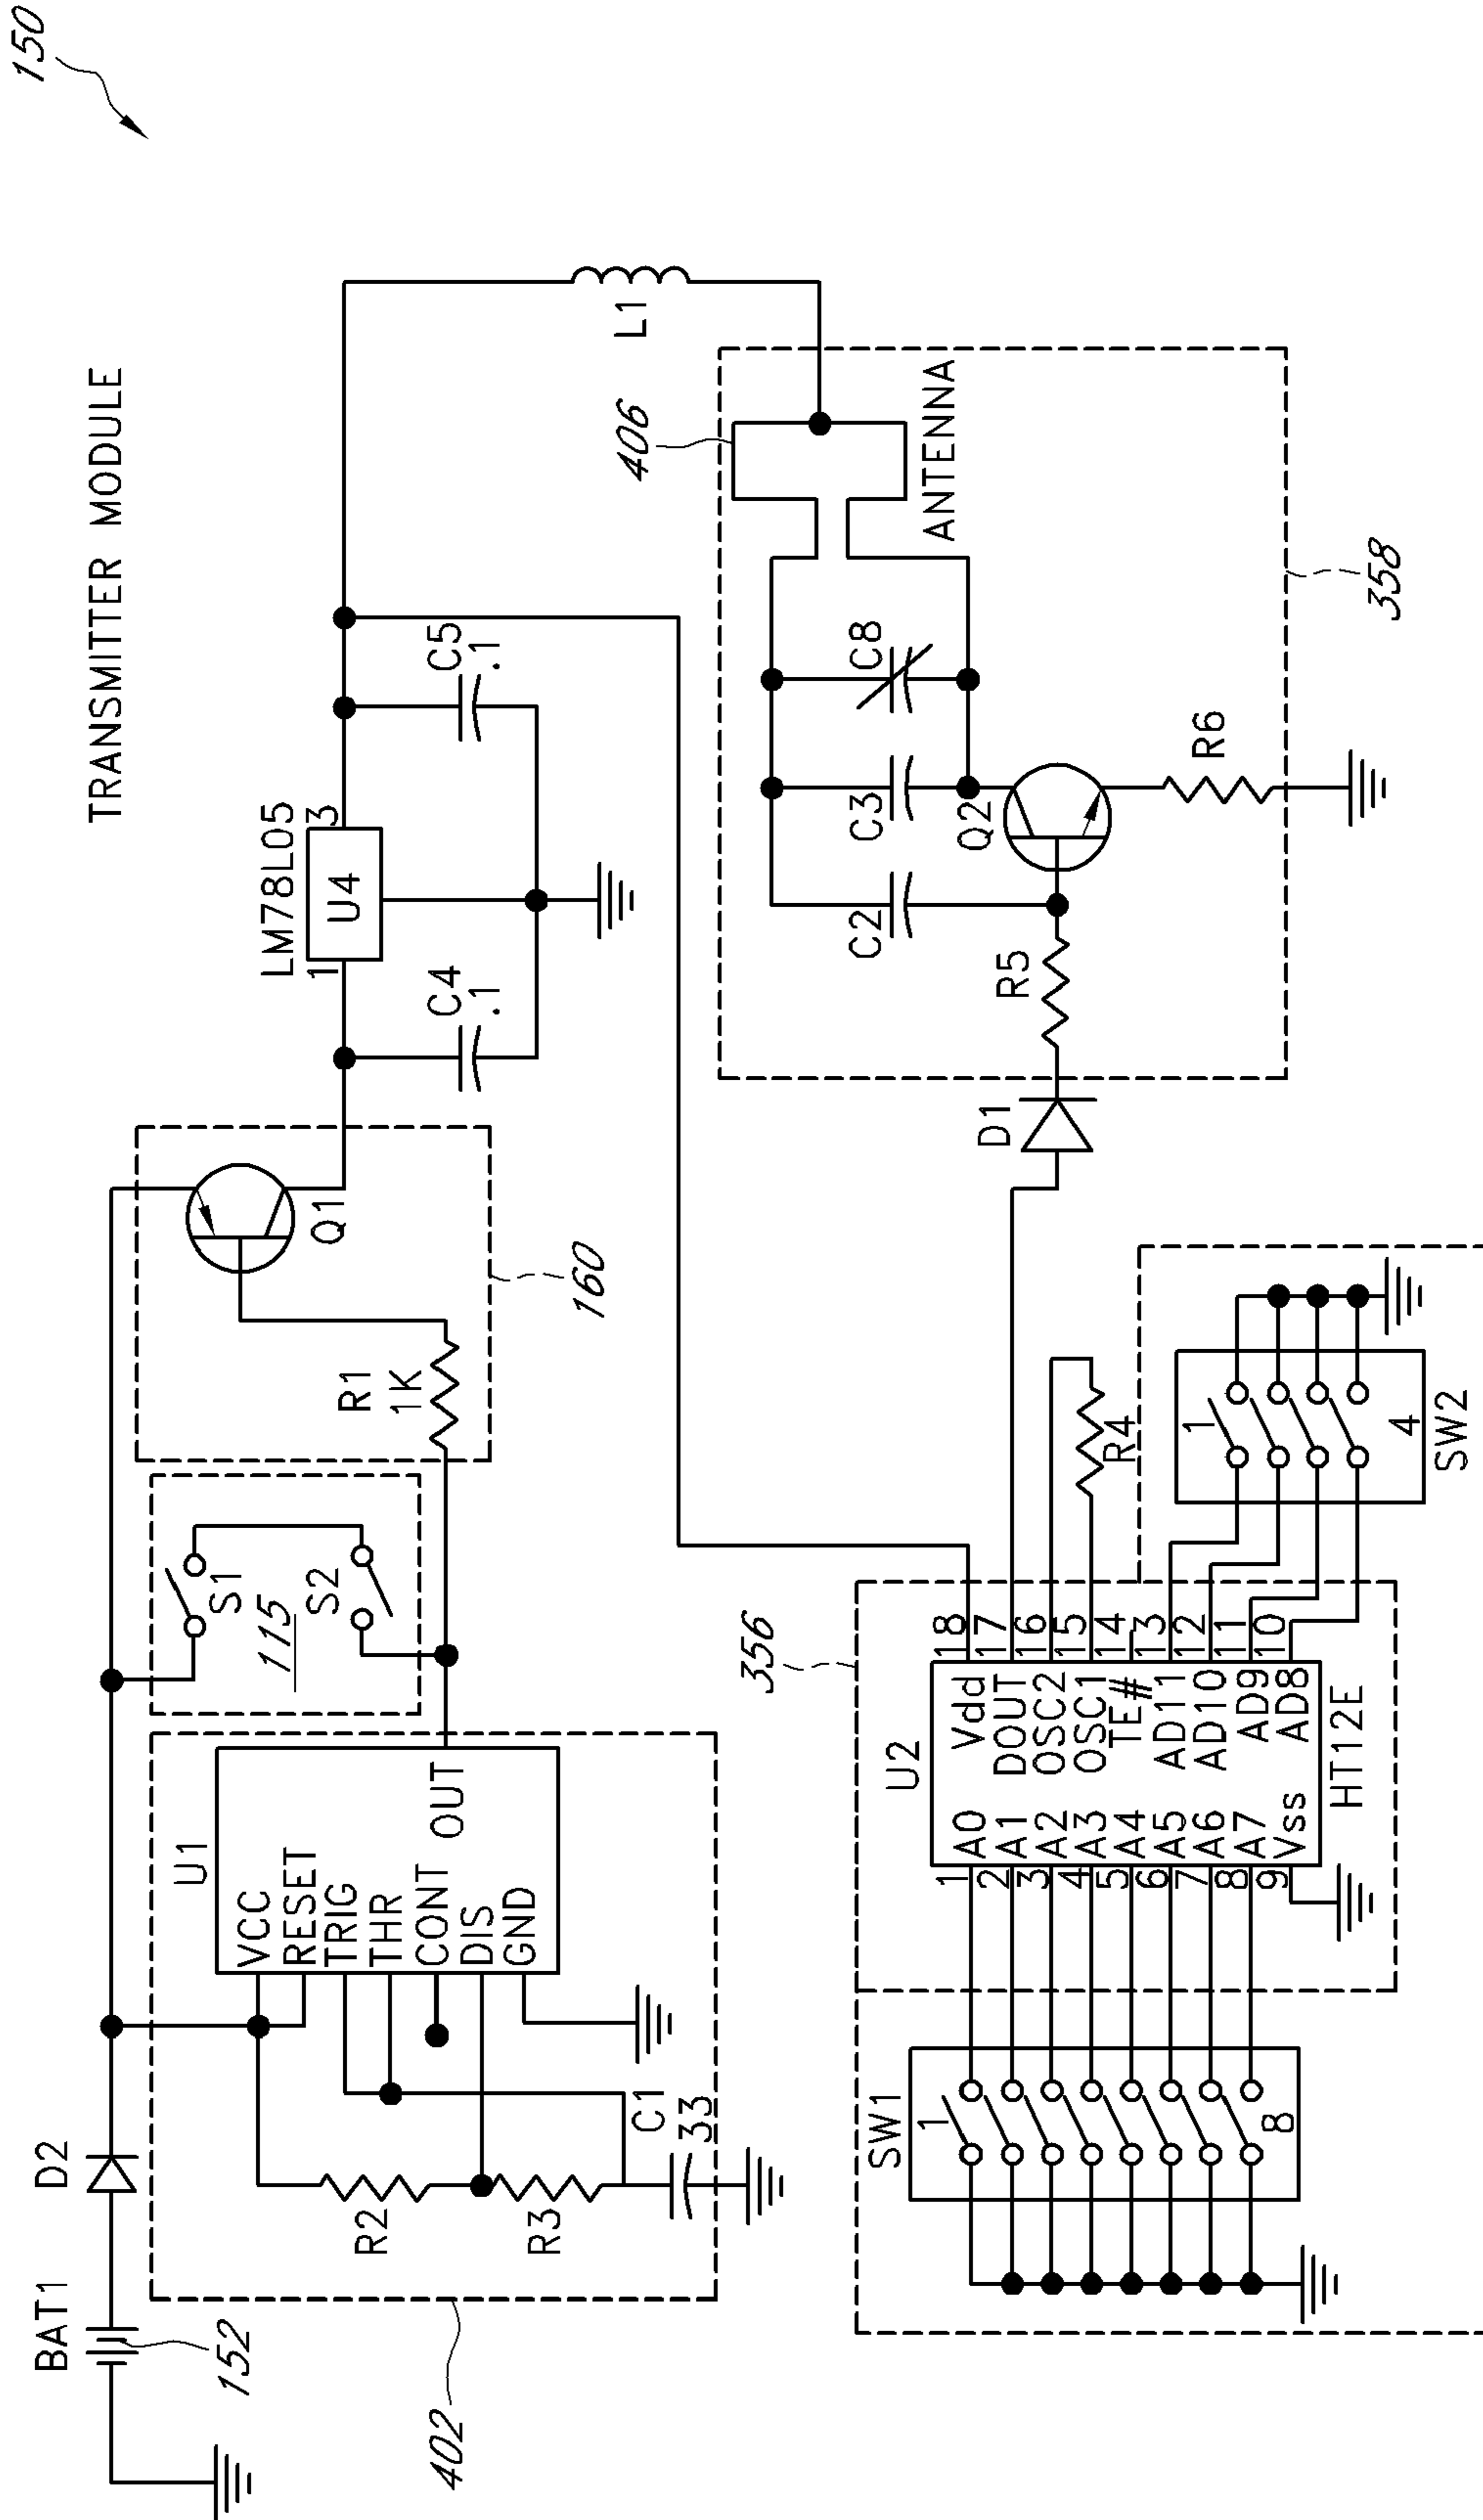 150
TRANSMITTER MODULE
BAT1
152
D2
402
U1
VCC
RESET
TRIG
THR
CONT
DIS
GND
OUT
R2
R3
C1
33
S1
115
S2
R1
1K
Q1
160
LM78L05
1
U4
3
C4
.1
C5
.1
L1
406
ANTENNA
C2
C3
C8
Q2
R5
R6
358
D1
356
SW1
1
8
U2
1 A0 Vdd 18
2 A1 DOUT 17
3 A2 OSC2 16
4 A3 OSC1 15
5 A4 TE# 14
6 A5 AD11 13
7 A6 AD10 12
8 A7 AD9 11
9 Vss AD8 10
HT12E
R4
1
4
SW2